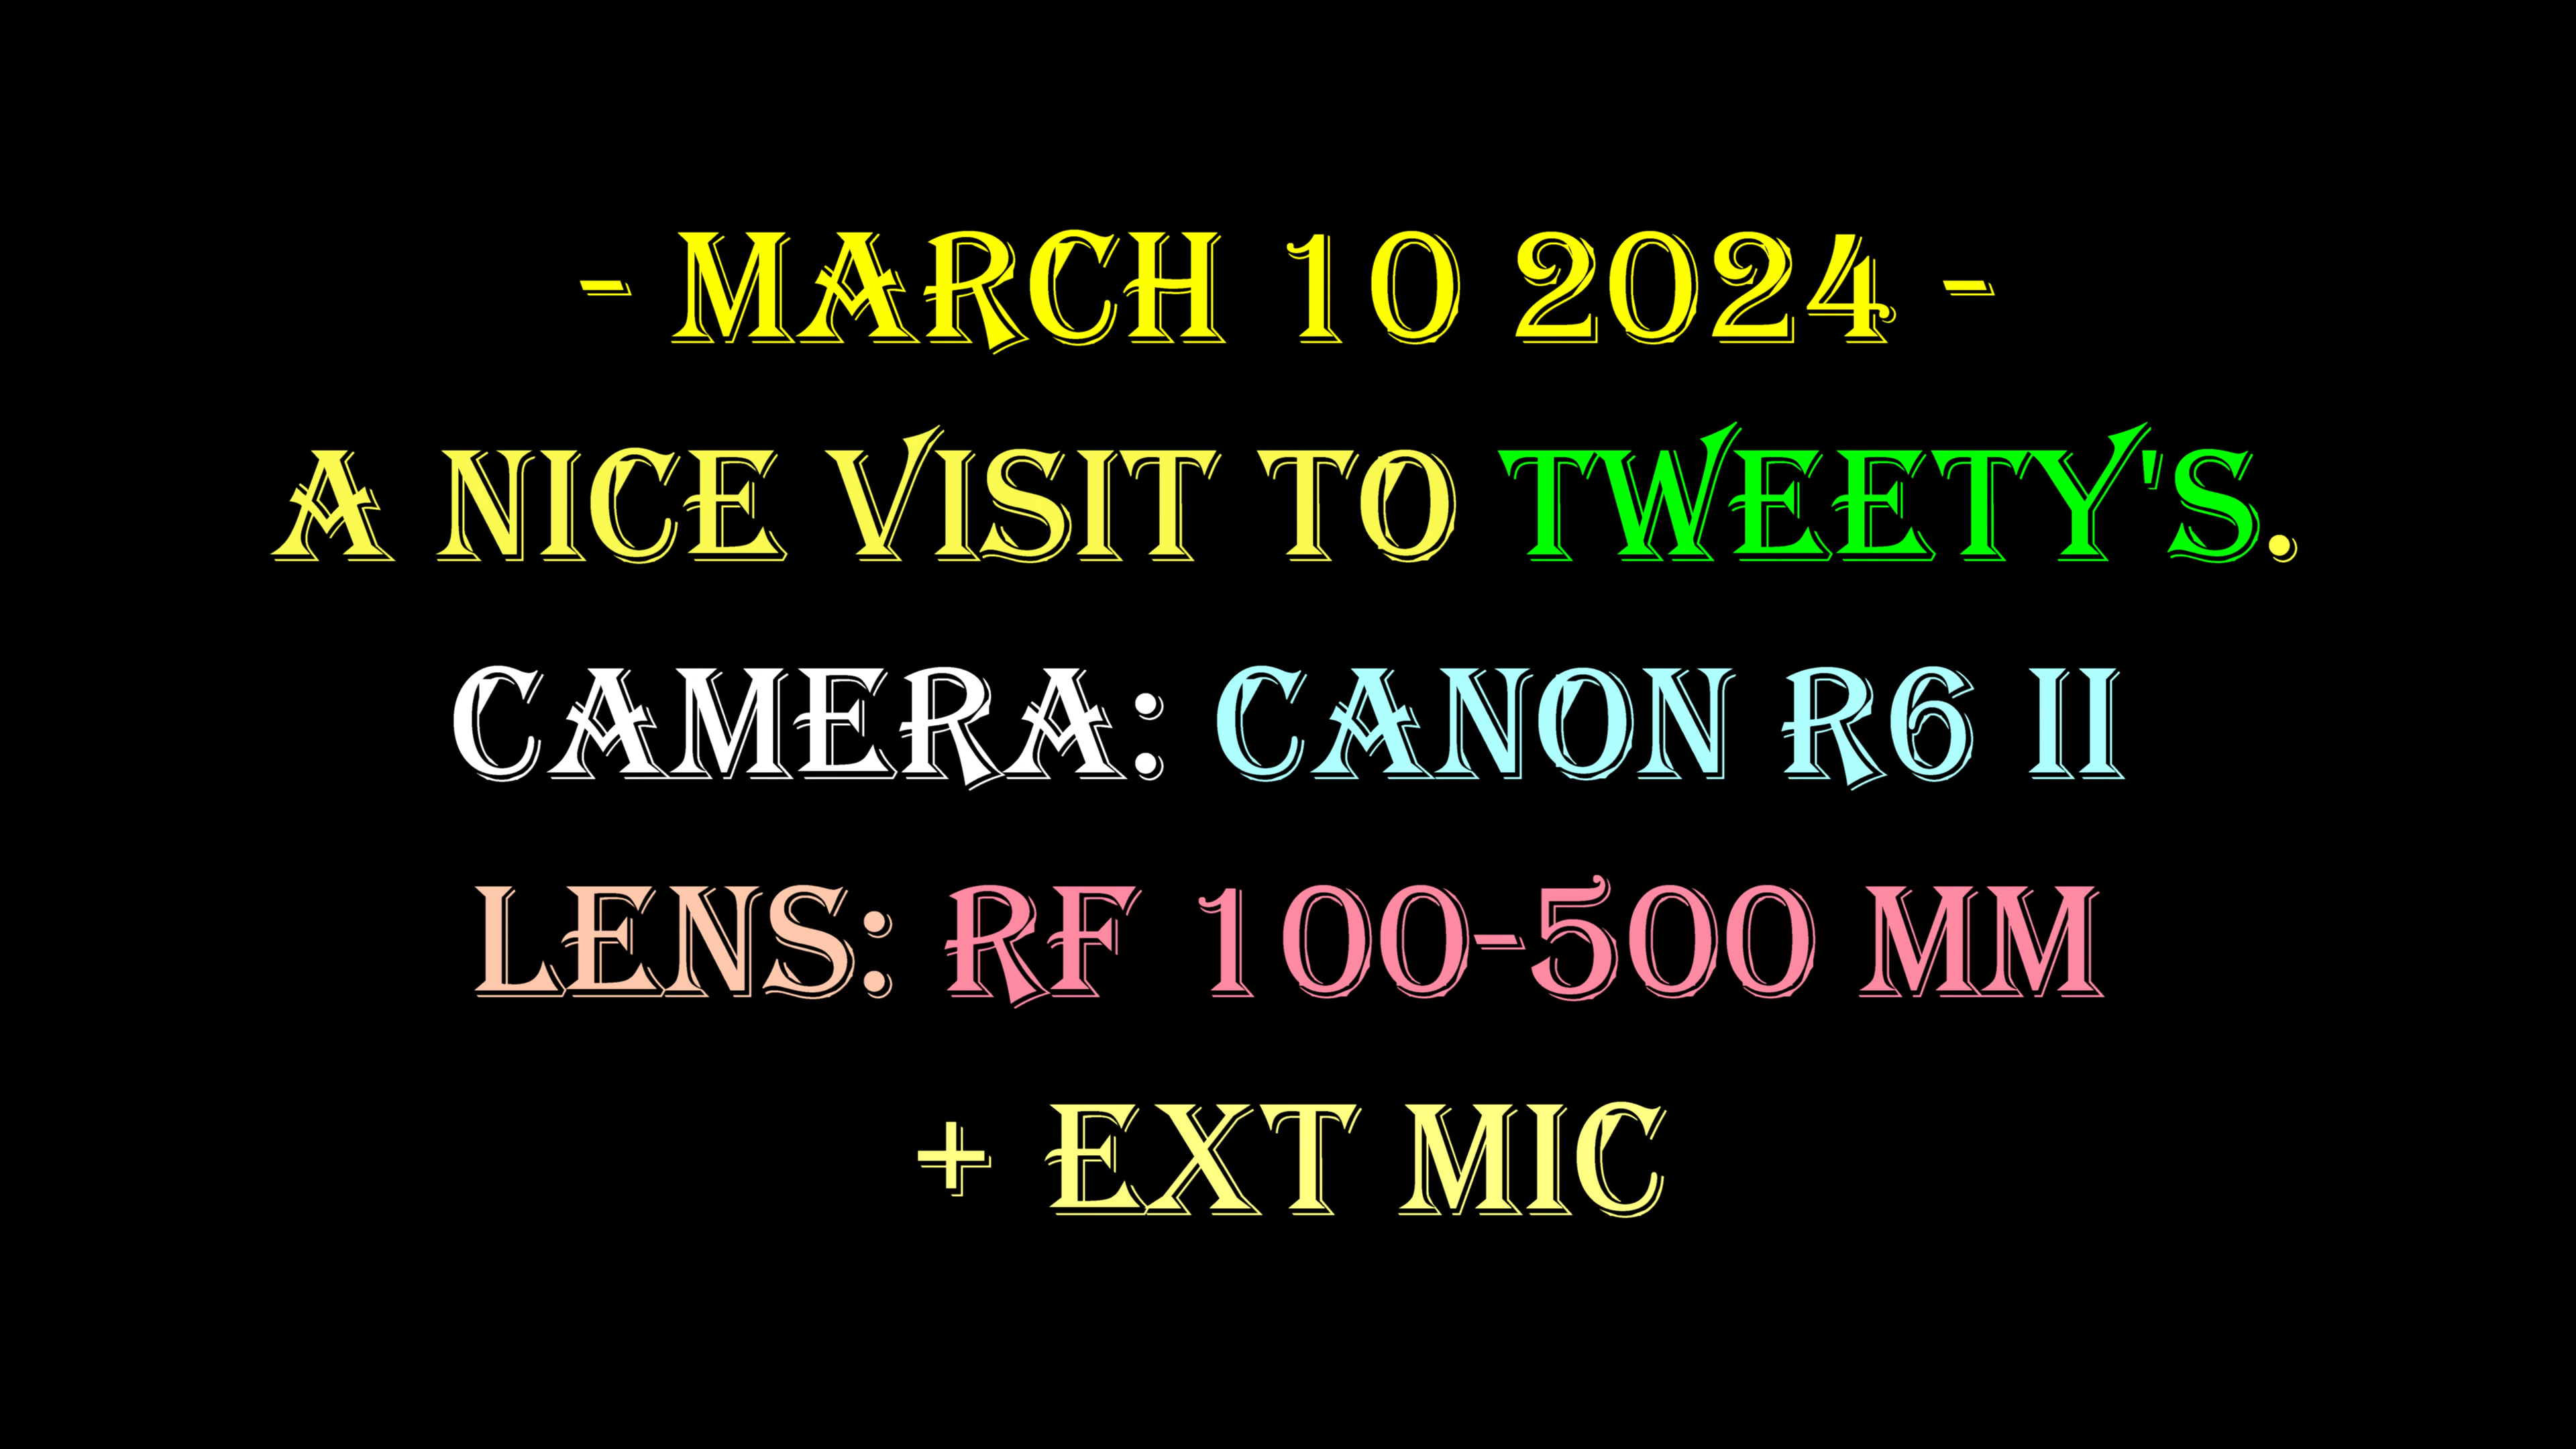 - MARCH 10 2024 -
A NICE VISIT TO TWEETY'S.
CAMERA: CANON R6 II
LENS: RF 100-500 MM
+ EXT MIC